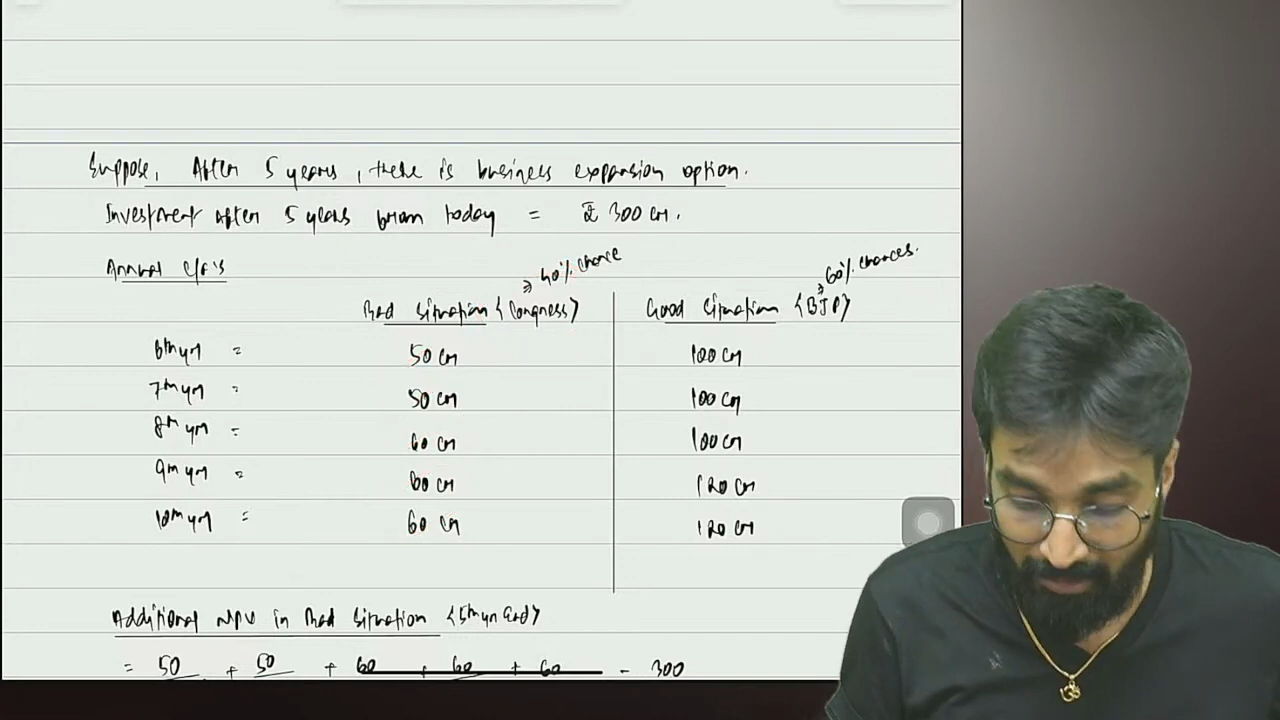 Suppose, After 5 years, there is business expansion option.
Investment after 5 years from today = ₹ 300 cr.
Annual C/F's
⇒ 40% chance
⇒ 60% chances.
Bad Situation {Congress}
Good Situation {BJP}
6th yr = 50 cr 100 cr
7th yr = 50 cr 100 cr
8th yr = 60 cr 100 cr
9th yr = 60 cr 120 cr
10th yr = 60 cr 120 cr
Additional NPV in Bad Situation {5th yr end}
= 50 + 50 + 60 + 60 + 60 - 300